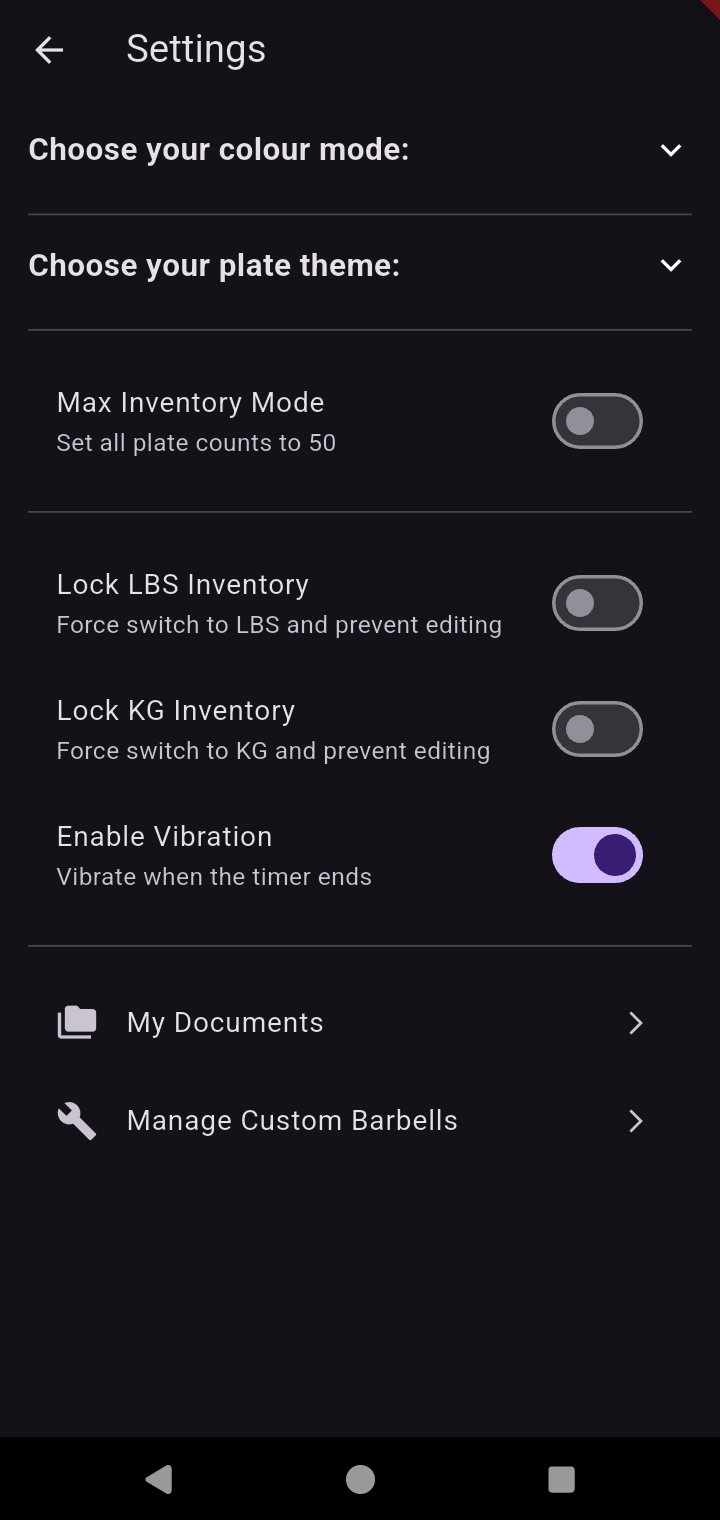 Settings
Choose your colour mode:
Choose your plate theme:
Max Inventory Mode
Set all plate counts to 50
Lock LBS Inventory
Force switch to LBS and prevent editing
Lock KG Inventory
Force switch to KG and prevent editing
Enable Vibration
Vibrate when the timer ends
My Documents
Manage Custom Barbells